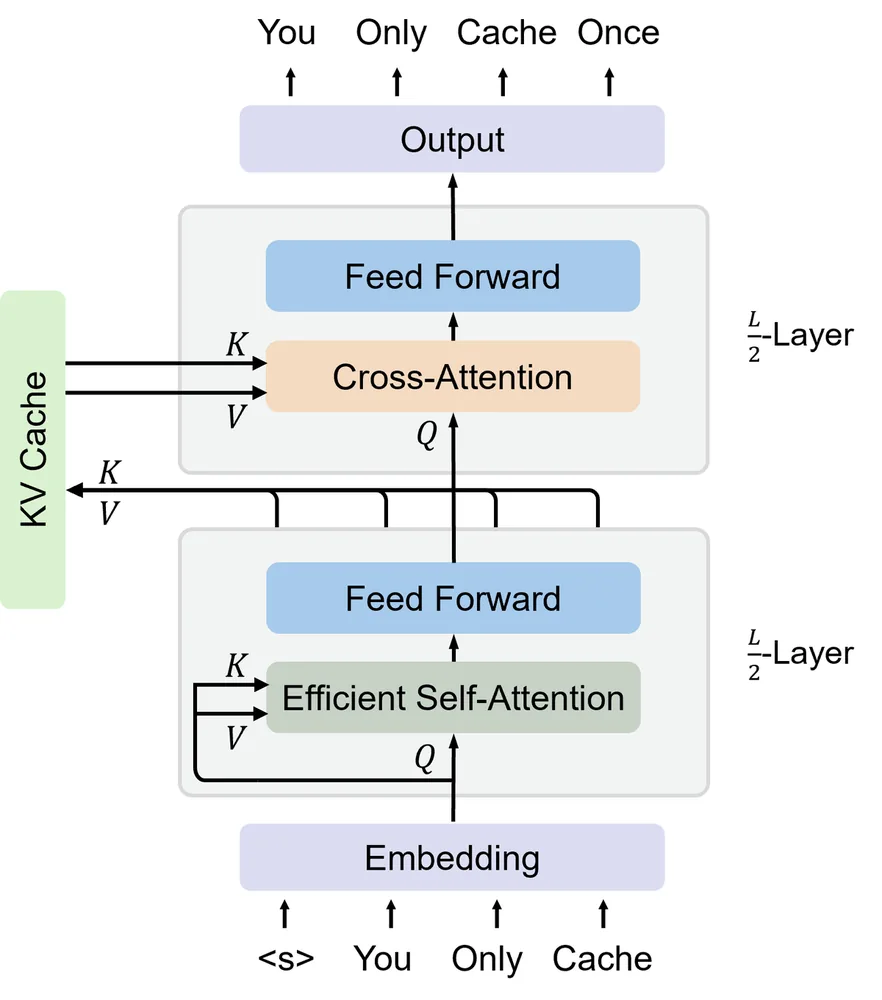 You Only Cache Once
Output
Feed Forward
L/2-Layer
K
Cross-Attention
V
Q
KV Cache
K
V
Feed Forward
L/2-Layer
K
Efficient Self-Attention
V
Q
Embedding
<s> You Only Cache